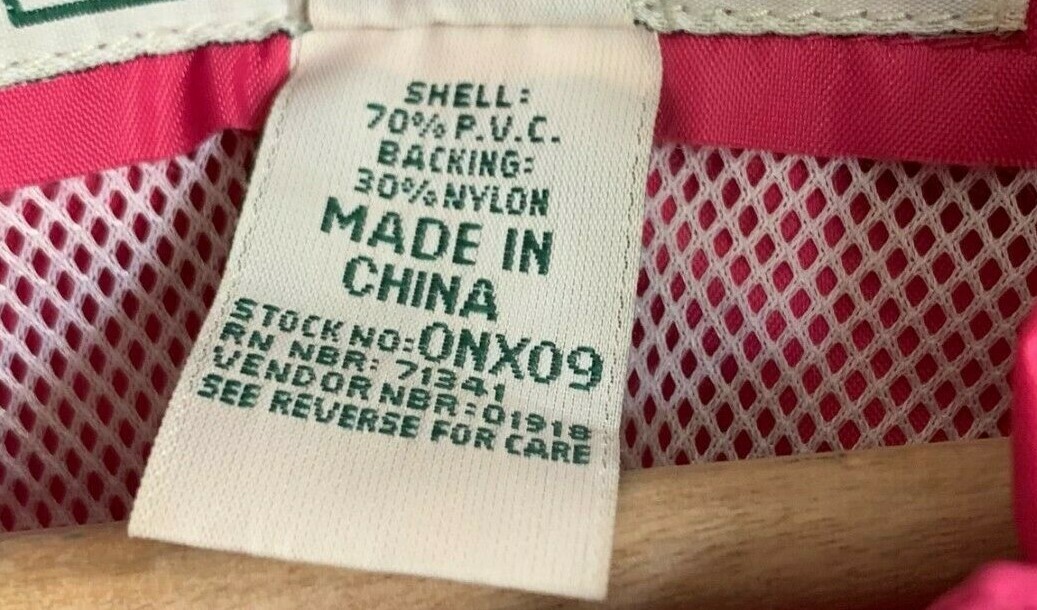 SHELL:
70% P.V.C.
BACKING:
30% NYLON
MADE IN
CHINA
STOCK NO: 0NX09
RN NBR: 71341
VENDOR NBR: 01918
SEE REVERSE FOR CARE